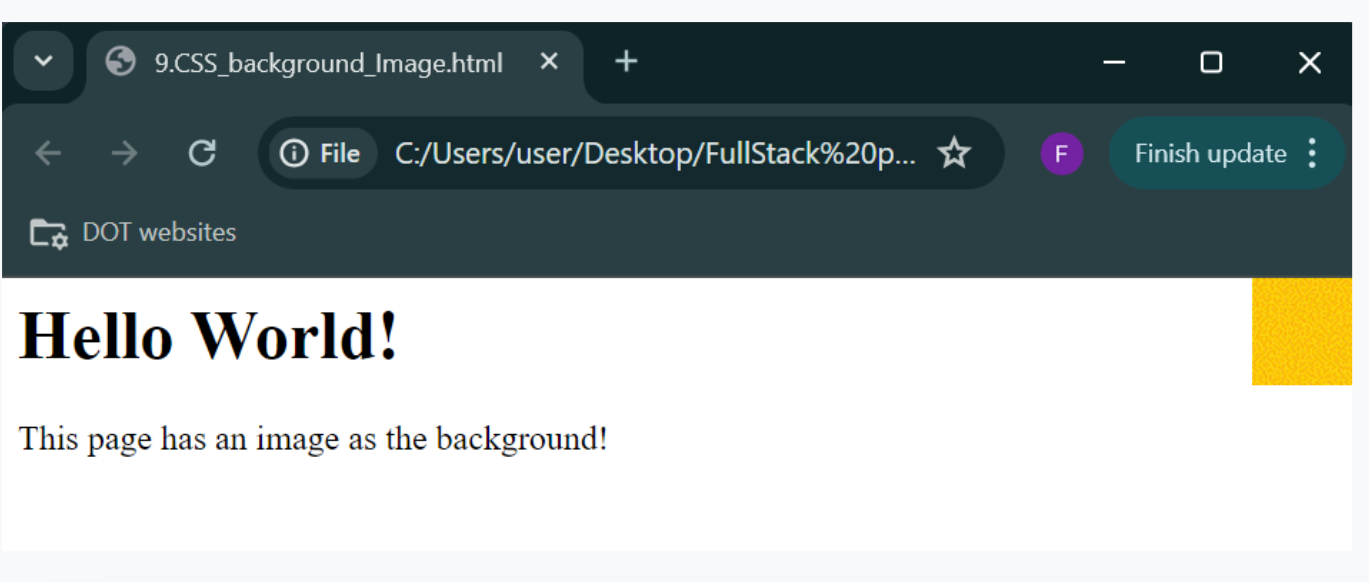 9.CSS_background_Image.html
File C:/Users/user/Desktop/FullStack%20p... F Finish update
DOT websites
Hello World!
This page has an image as the background!